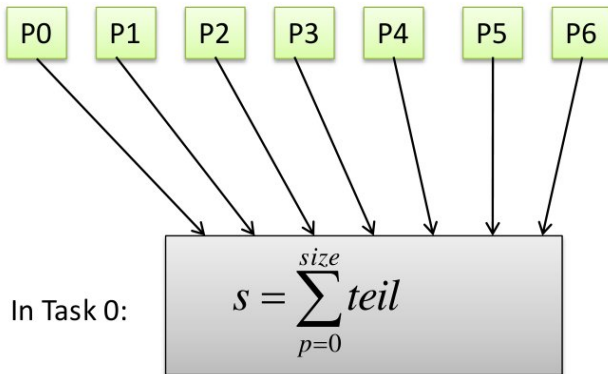 P0 P1 P2 P3 P4 P5 P6
size
In Task 0: s = ∑ teil
p=0